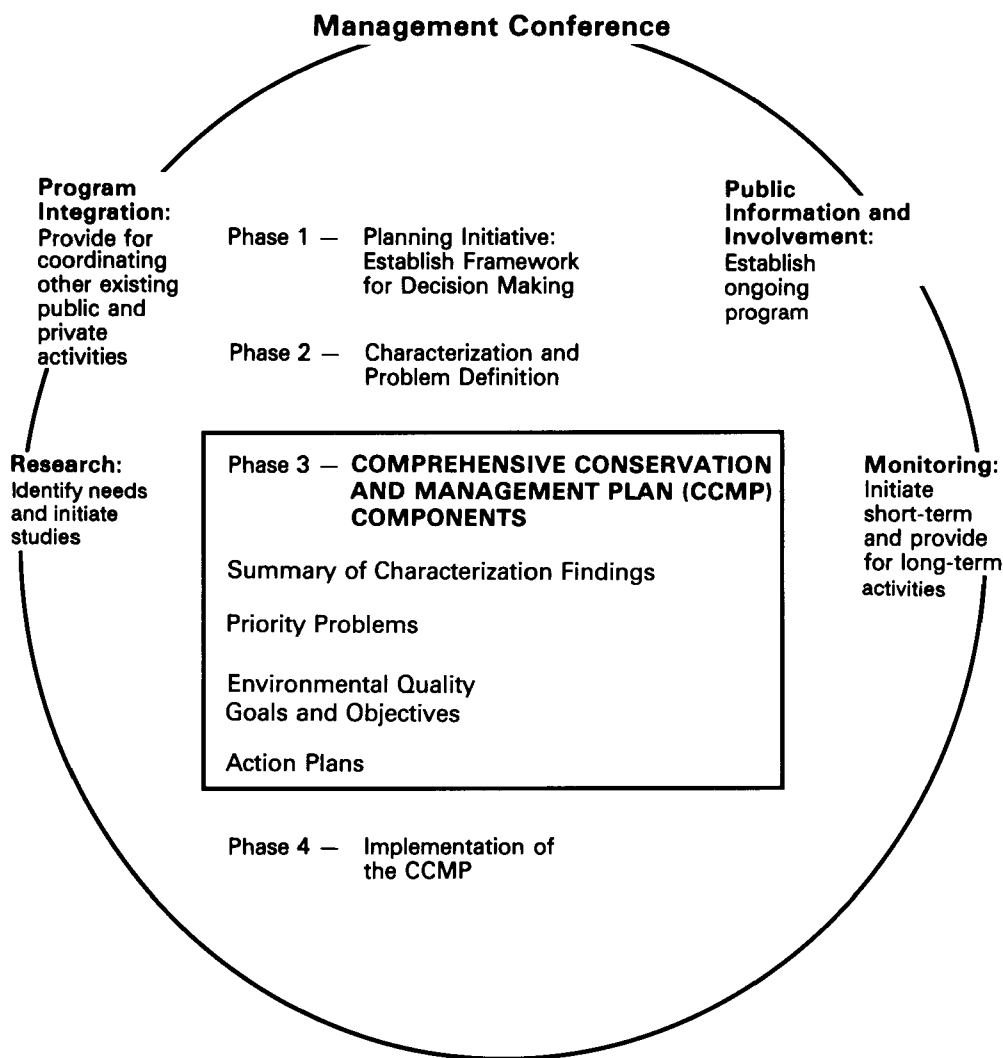 Management Conference
Program
Integration:
Provide for
coordinating
other existing
public and
private
activities
Public
Information and
Involvement:
Establish
ongoing
program
Phase 1 — Planning Initiative:
Establish Framework
for Decision Making
Phase 2 — Characterization and
Problem Definition
Research:
Identify needs
and initiate
studies
Phase 3 — COMPREHENSIVE CONSERVATION
AND MANAGEMENT PLAN (CCMP)
COMPONENTS
Summary of Characterization Findings
Priority Problems
Environmental Quality
Goals and Objectives
Action Plans
Monitoring:
Initiate
short-term
and provide
for long-term
activities
Phase 4 — Implementation of
the CCMP